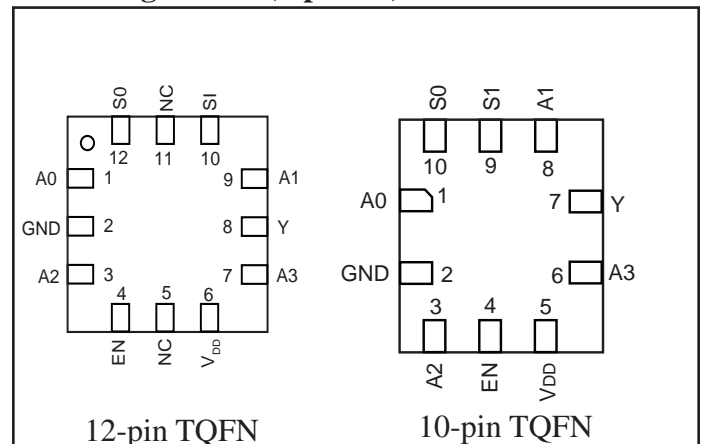 S0 NC SI
12 11 10
A0 1 9 A1
GND 2 8 Y
A2 3 7 A3
4 5 6
EN NC VDD
12-pin TQFN
S0 S1 A1
10 9 8
A0 1 7 Y
GND 2 6 A3
3 4 5
A2 EN VDD
10-pin TQFN